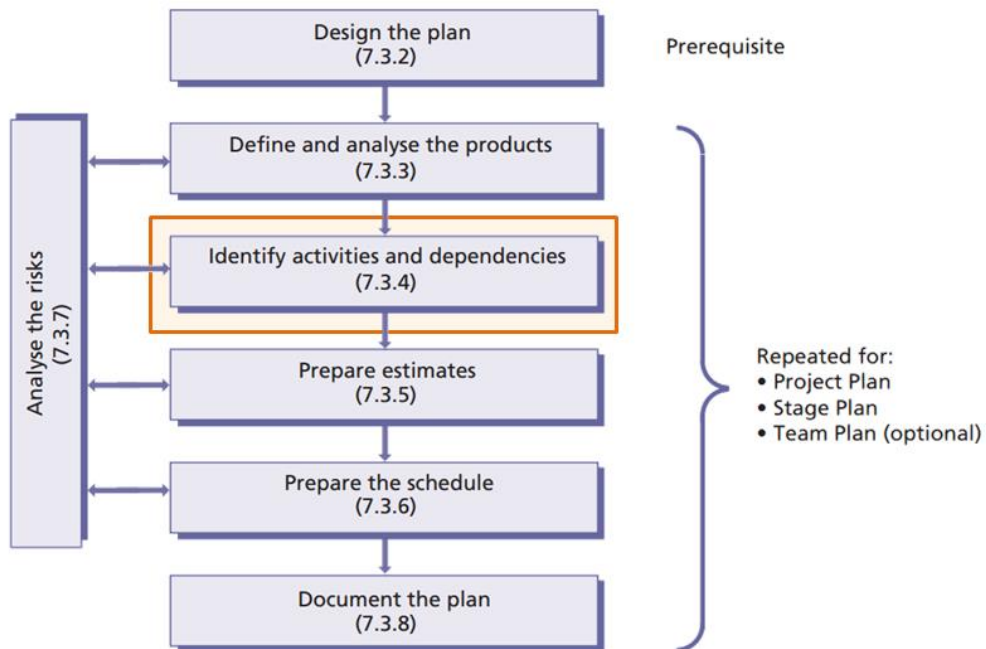 Design the plan
(7.3.2)
Prerequisite
Define and analyse the products
(7.3.3)
Identify activities and dependencies
(7.3.4)
Analyse the risks
(7.3.7)
Prepare estimates
(7.3.5)
Repeated for:
• Project Plan
• Stage Plan
• Team Plan (optional)
Prepare the schedule
(7.3.6)
Document the plan
(7.3.8)